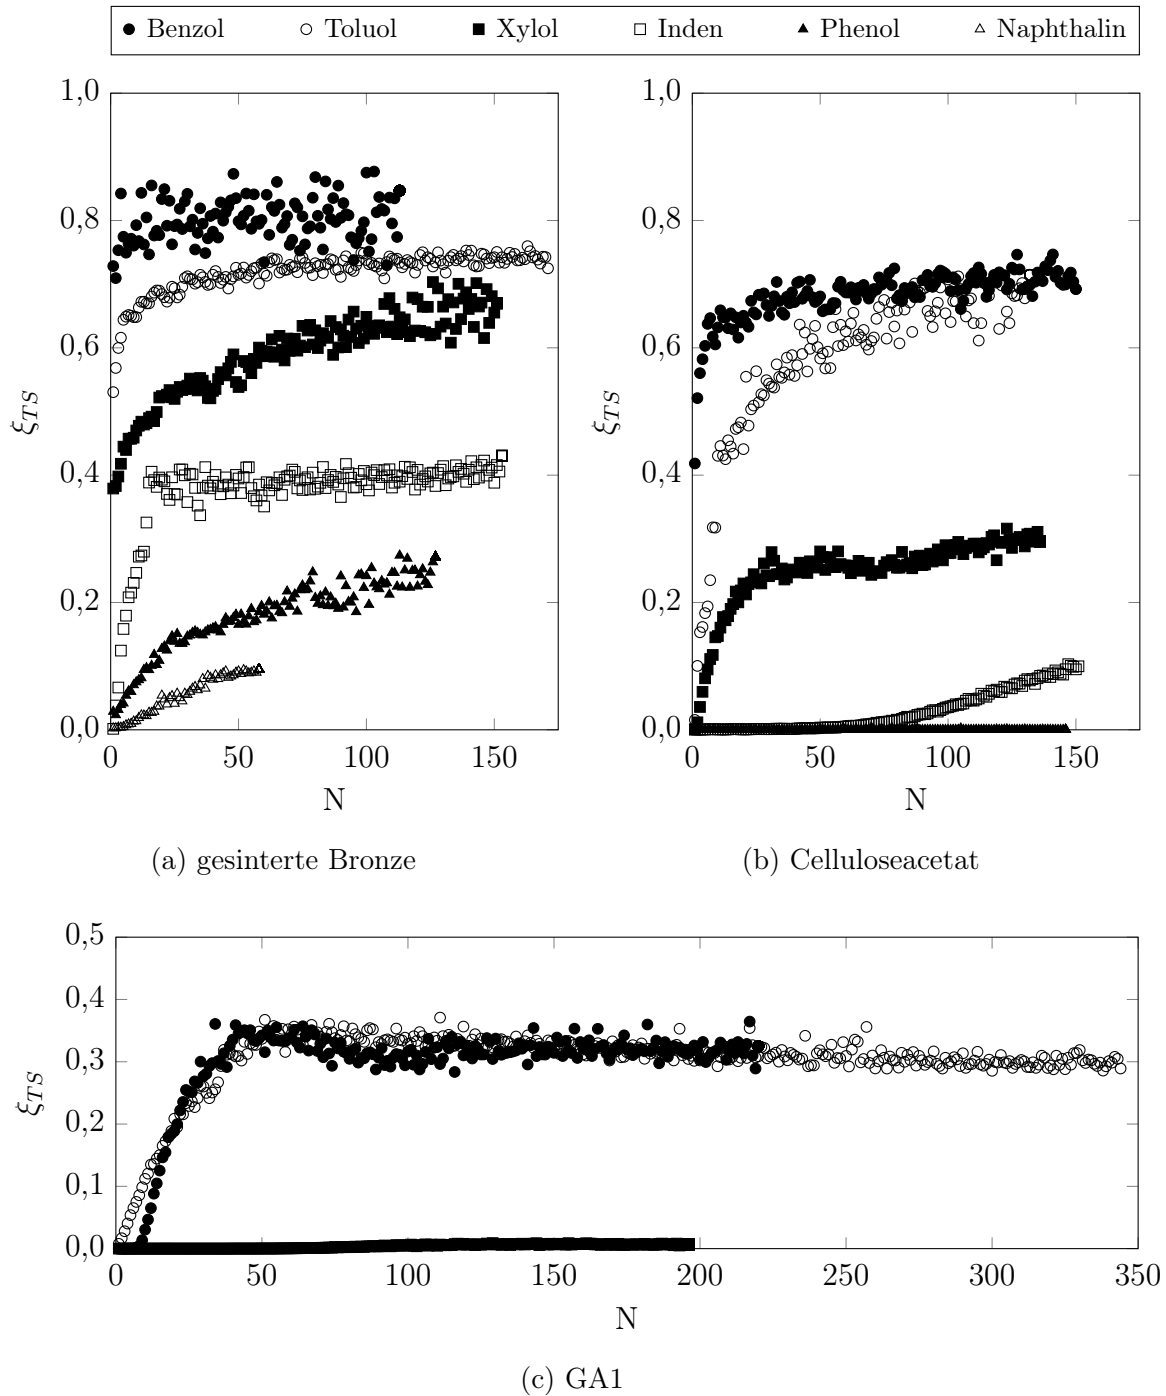 Benzol Toluol Xylol Inden Phenol Naphthalin
1,0
0,8
0,6
0,4
0,2
0,0
ξTS
0 50 100 150
N
(a) gesinterte Bronze
1,0
0,8
0,6
0,4
0,2
0,0
ξTS
0 50 100 150
N
(b) Celluloseacetat
0,5
0,4
0,3
0,2
0,1
0,0
ξTS
0 50 100 150 200 250 300 350
N
(c) GA1